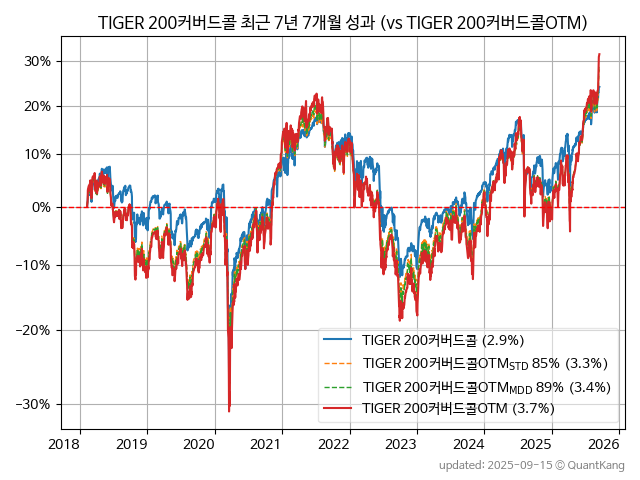 TIGER 200커버드콜 최근 7년 7개월 성과 (vs TIGER 200커버드콜OTM)
30%
20%
10%
0%
−10%
−20%
−30%
TIGER 200커버드콜 (2.9%)
TIGER 200커버드콜OTMSTD 85% (3.3%)
TIGER 200커버드콜OTMMDD 89% (3.4%)
TIGER 200커버드콜OTM (3.7%)
2018 2019 2020 2021 2022 2023 2024 2025 2026
updated: 2025-09-15 © QuantKang